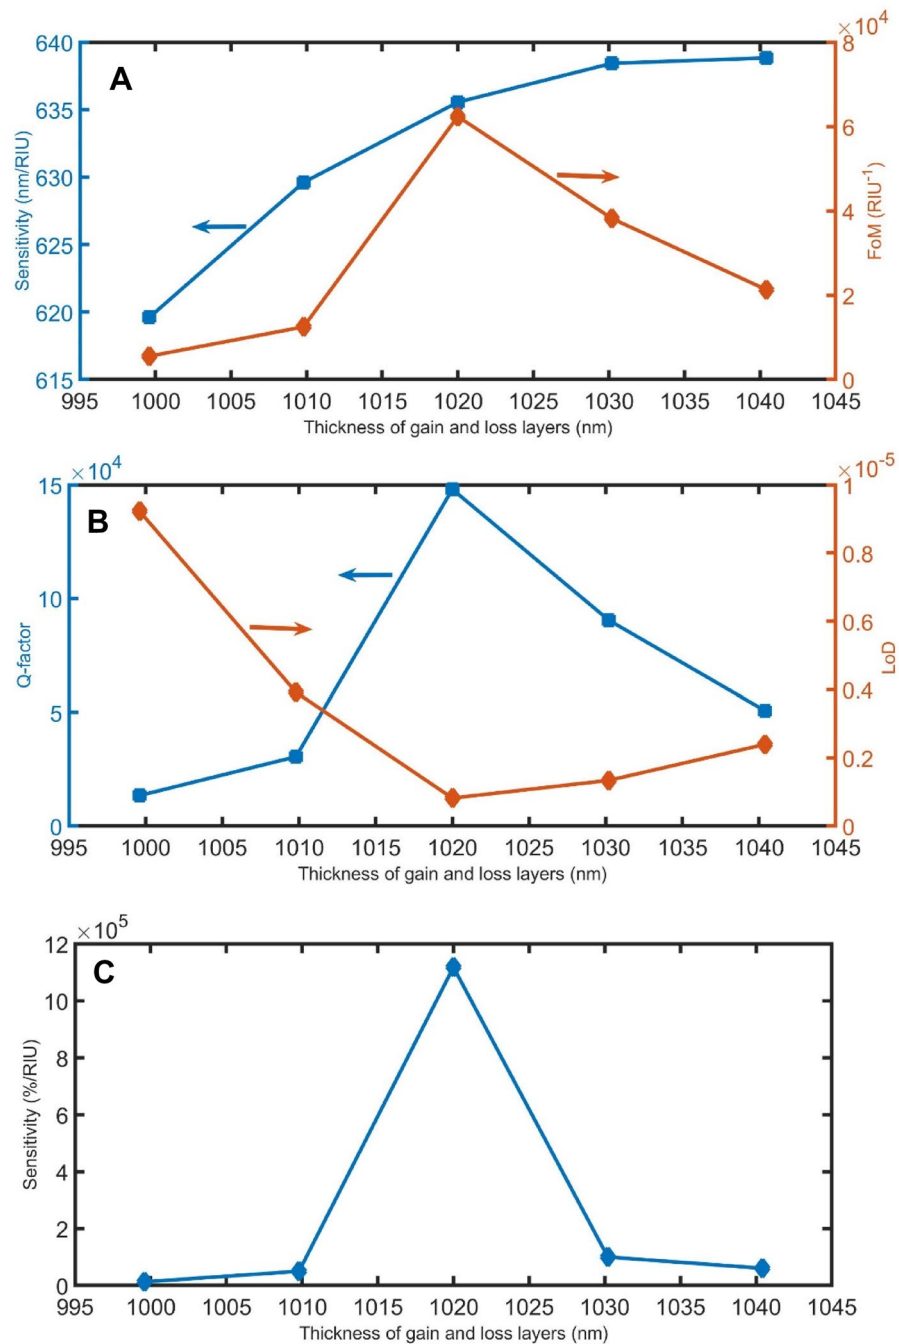 ×10⁴
640
8
A
635
630
625
620
615
6
4
2
0
Sensitivity (nm/RIU)
FoM (RIU⁻¹)
995 1000 1005 1010 1015 1020 1025 1030 1035 1040 1045
Thickness of gain and loss layers (nm)
×10⁴
×10⁻⁵
15
1
B
10
5
0
0.8
0.6
0.4
0.2
0
Q-factor
LoD
995 1000 1005 1010 1015 1020 1025 1030 1035 1040 1045
Thickness of gain and loss layers (nm)
×10⁵
12
C
10
8
6
4
2
0
Sensitivity (%/RIU)
995 1000 1005 1010 1015 1020 1025 1030 1035 1040 1045
Thickness of gain and loss layers (nm)